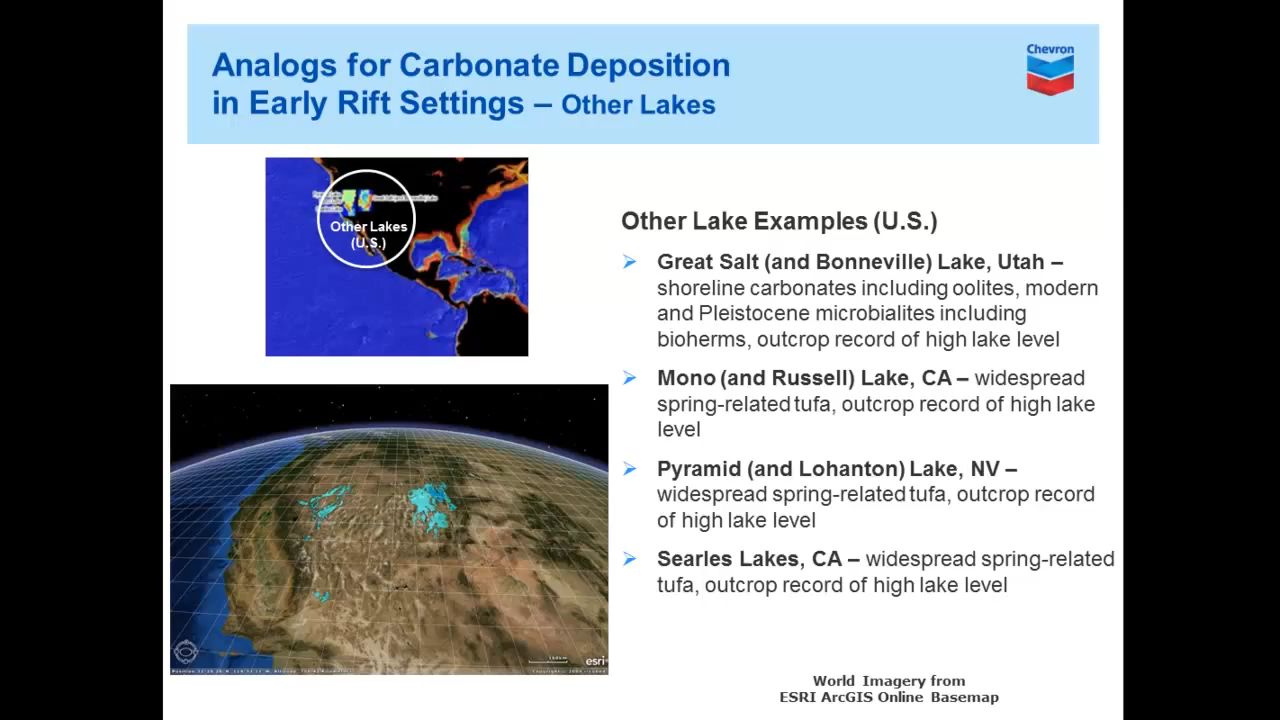 Analogs for Carbonate Deposition
in Early Rift Settings – Other Lakes
Chevron
Other Lakes
(U.S.)
Other Lake Examples (U.S.)
Great Salt (and Bonneville) Lake, Utah –
shoreline carbonates including oolites, modern
and Pleistocene microbialites including
bioherms, outcrop record of high lake level
Mono (and Russell) Lake, CA – widespread
spring-related tufa, outcrop record of high lake
level
Pyramid (and Lohanton) Lake, NV –
widespread spring-related tufa, outcrop record
of high lake level
Searles Lakes, CA – widespread spring-related
tufa, outcrop record of high lake level
esri
World Imagery from
ESRI ArcGIS Online Basemap